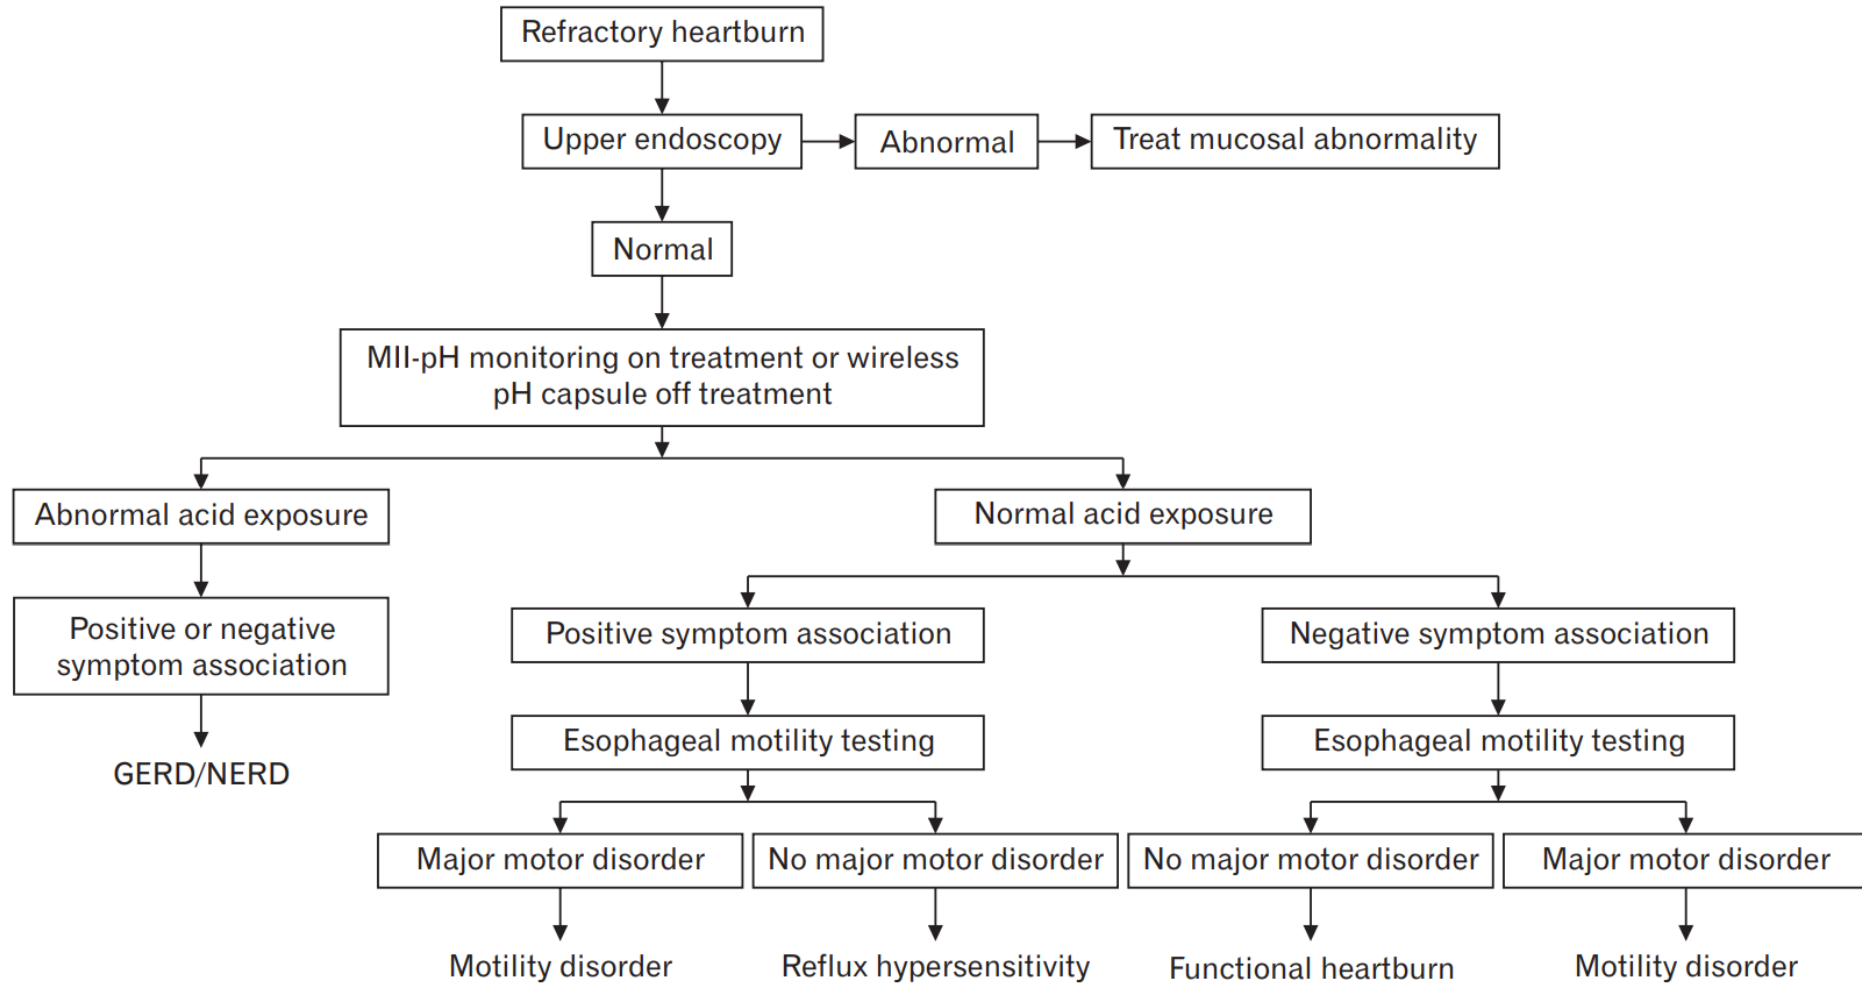 Refractory heartburn
Upper endoscopy
Abnormal
Treat mucosal abnormality
Normal
MII-pH monitoring on treatment or wireless
pH capsule off treatment
Abnormal acid exposure
Normal acid exposure
Positive or negative
symptom association
Positive symptom association
Negative symptom association
Esophageal motility testing
Esophageal motility testing
GERD/NERD
Major motor disorder
No major motor disorder
No major motor disorder
Major motor disorder
Motility disorder
Reflux hypersensitivity
Functional heartburn
Motility disorder